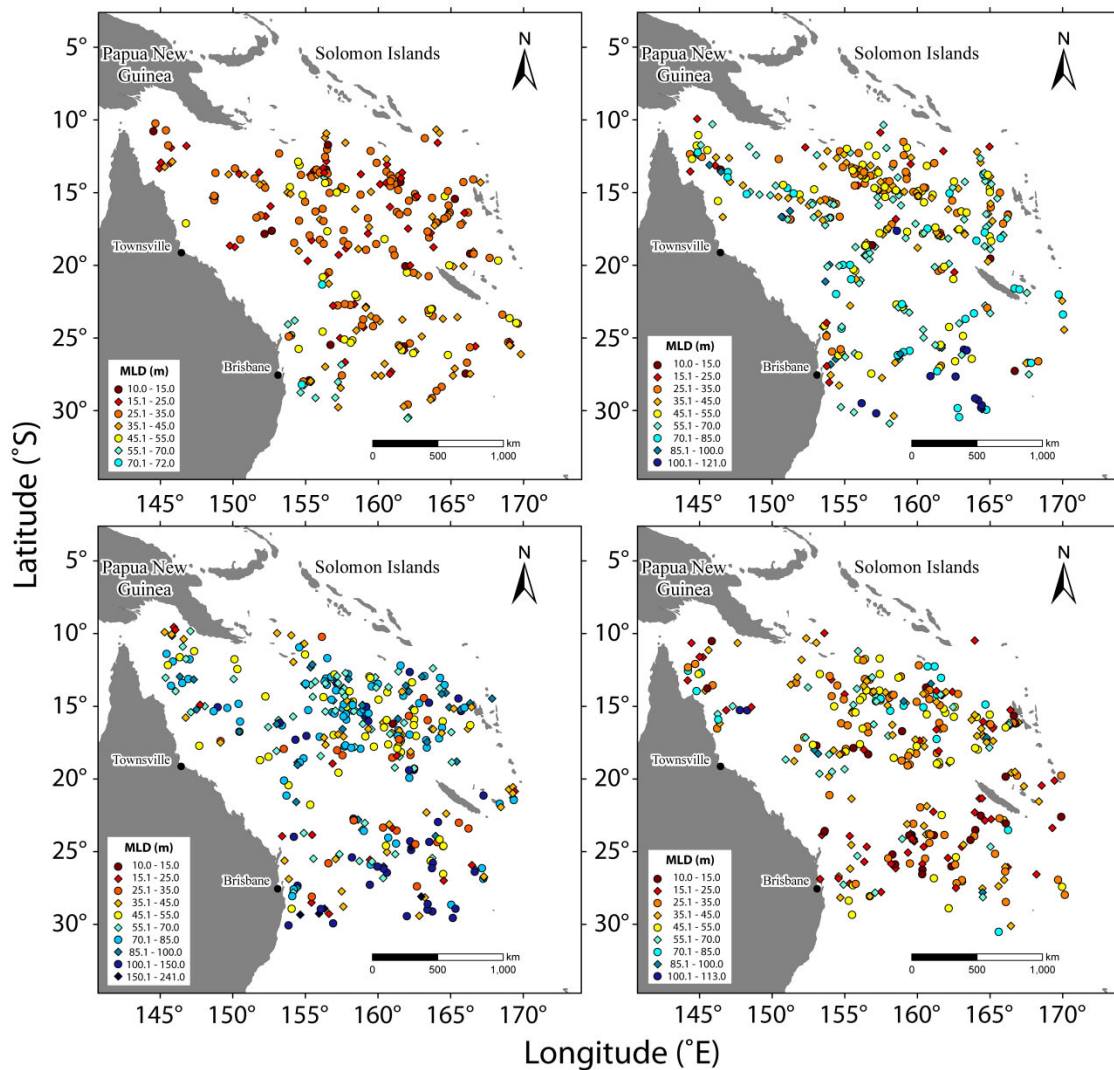 5°
10°
15°
20°
25°
30°
Papua New
Guinea
Solomon Islands
N
Townsville
Brisbane
MLD (m)
10.0 - 15.0
15.1 - 25.0
25.1 - 35.0
35.1 - 45.0
45.1 - 55.0
55.1 - 70.0
70.1 - 72.0
0 500 1,000 km
145° 150° 155° 160° 165° 170°
5°
10°
15°
20°
25°
30°
Papua New
Guinea
Solomon Islands
N
Townsville
Brisbane
MLD (m)
10.0 - 15.0
15.1 - 25.0
25.1 - 35.0
35.1 - 45.0
45.1 - 55.0
55.1 - 70.0
70.1 - 85.0
85.1 - 100.0
100.1 - 121.0
0 500 1,000 km
145° 150° 155° 160° 165° 170°
Latitude (˚S)
5°
10°
15°
20°
25°
30°
Papua New
Guinea
Solomon Islands
N
Townsville
Brisbane
MLD (m)
10.0 - 15.0
15.1 - 25.0
25.1 - 35.0
35.1 - 45.0
45.1 - 55.0
55.1 - 70.0
70.1 - 85.0
85.1 - 100.0
100.1 - 150.0
150.1 - 241.0
0 500 1,000 km
145° 150° 155° 160° 165° 170°
5°
10°
15°
20°
25°
30°
Papua New
Guinea
Solomon Islands
N
Townsville
Brisbane
MLD (m)
10.0 - 15.0
15.1 - 25.0
25.1 - 35.0
35.1 - 45.0
45.1 - 55.0
55.1 - 70.0
70.1 - 85.0
85.1 - 100.0
100.1 - 113.0
0 500 1,000 km
145° 150° 155° 160° 165° 170°
Longitude (˚E)